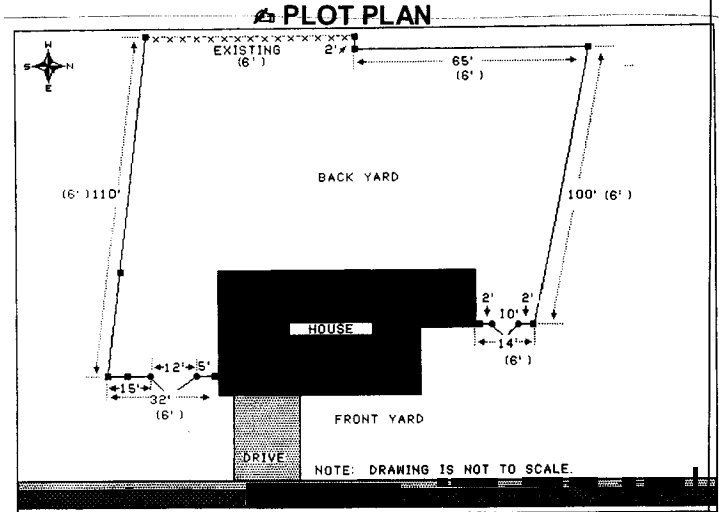 PLOT PLAN
W
S N
E
EXISTING
(6')
2'
65'
(6')
BACK YARD
(6')110'
100' (6')
2' 2'
10'
HOUSE
14'
(6')
12' 5'
15'
32'
(6')
FRONT YARD
DRIVE
NOTE: DRAWING IS NOT TO SCALE.